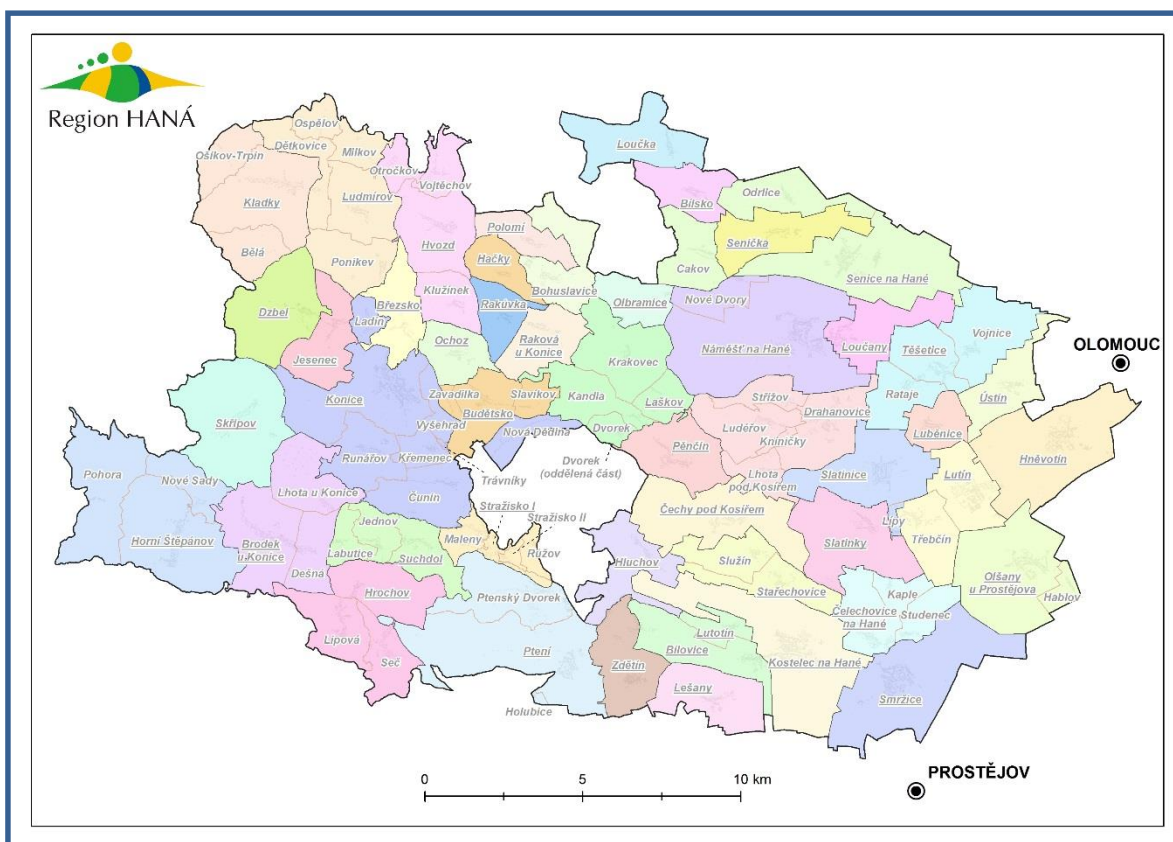 Region HANÁ
Ospělov
Dětkovice
Milkov
Ošíkov-Trpín
Otročkov
Vojtěchov
Kladky
Ludmírov
Bělá
Ponikev
Hvozd
Polomí
Hačky
Klužínek
Bohuslavice
Loučka
Bílsko
Odrlice
Senička
Cakov
Senice na Hané
Dzbel
Ladín
Březsko
Rakůvka
Olbramice
Nové Dvory
Jesenec
Ochoz
Raková
u Konice
Krakovec
Náměšť na Hané
Loučany
Těšetice
Vojnice
OLOMOUC
Konice
Zavadilka
Slavíkov
Kandia
Laškov
Střížov
Rataje
Ústín
Skřípov
Budětsko
Vyšehrad
Nová Dědina
Dvorek
Ludéřov
Drahanovice
Kníničky
Luběnice
Pěnčín
Runářov
Křemenec
Dvorek
(oddělená část)
Lhota
pod Kosířem
Slatinice
Lutín
Hněvotín
Pohora
Nové Sady
Lhota u Konice
Čunín
Trávníky
Stražisko I
Stražisko II
Čechy pod Kosířem
Lípy
Horní Štěpánov
Brodek
u Konice
Jednov
Labutice
Suchdol
Maleny
Růžov
Hluchov
Služín
Slatinky
Třebčín
Dešná
Hrochov
Ptenský Dvorek
Stařechovice
Kaple
Čelechovice
na Hané
Studenec
Olšany
u Prostějova
Hablov
Lipová
Seč
Ptení
Zdětín
Lutotín
Bílovice
Kostelec na Hané
Lešany
Smržice
Holubice
0 5 10 km
PROSTĚJOV